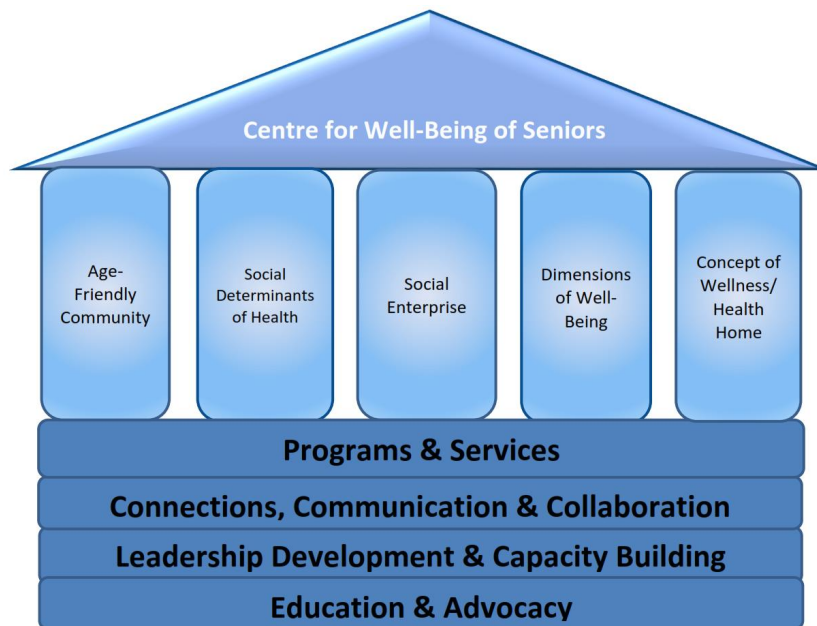 Centre for Well-Being of Seniors
Age-
Friendly
Community
Social
Determinants
of Health
Social
Enterprise
Dimensions
of Well-
Being
Concept of
Wellness/
Health
Home
Programs & Services
Connections, Communication & Collaboration
Leadership Development & Capacity Building
Education & Advocacy